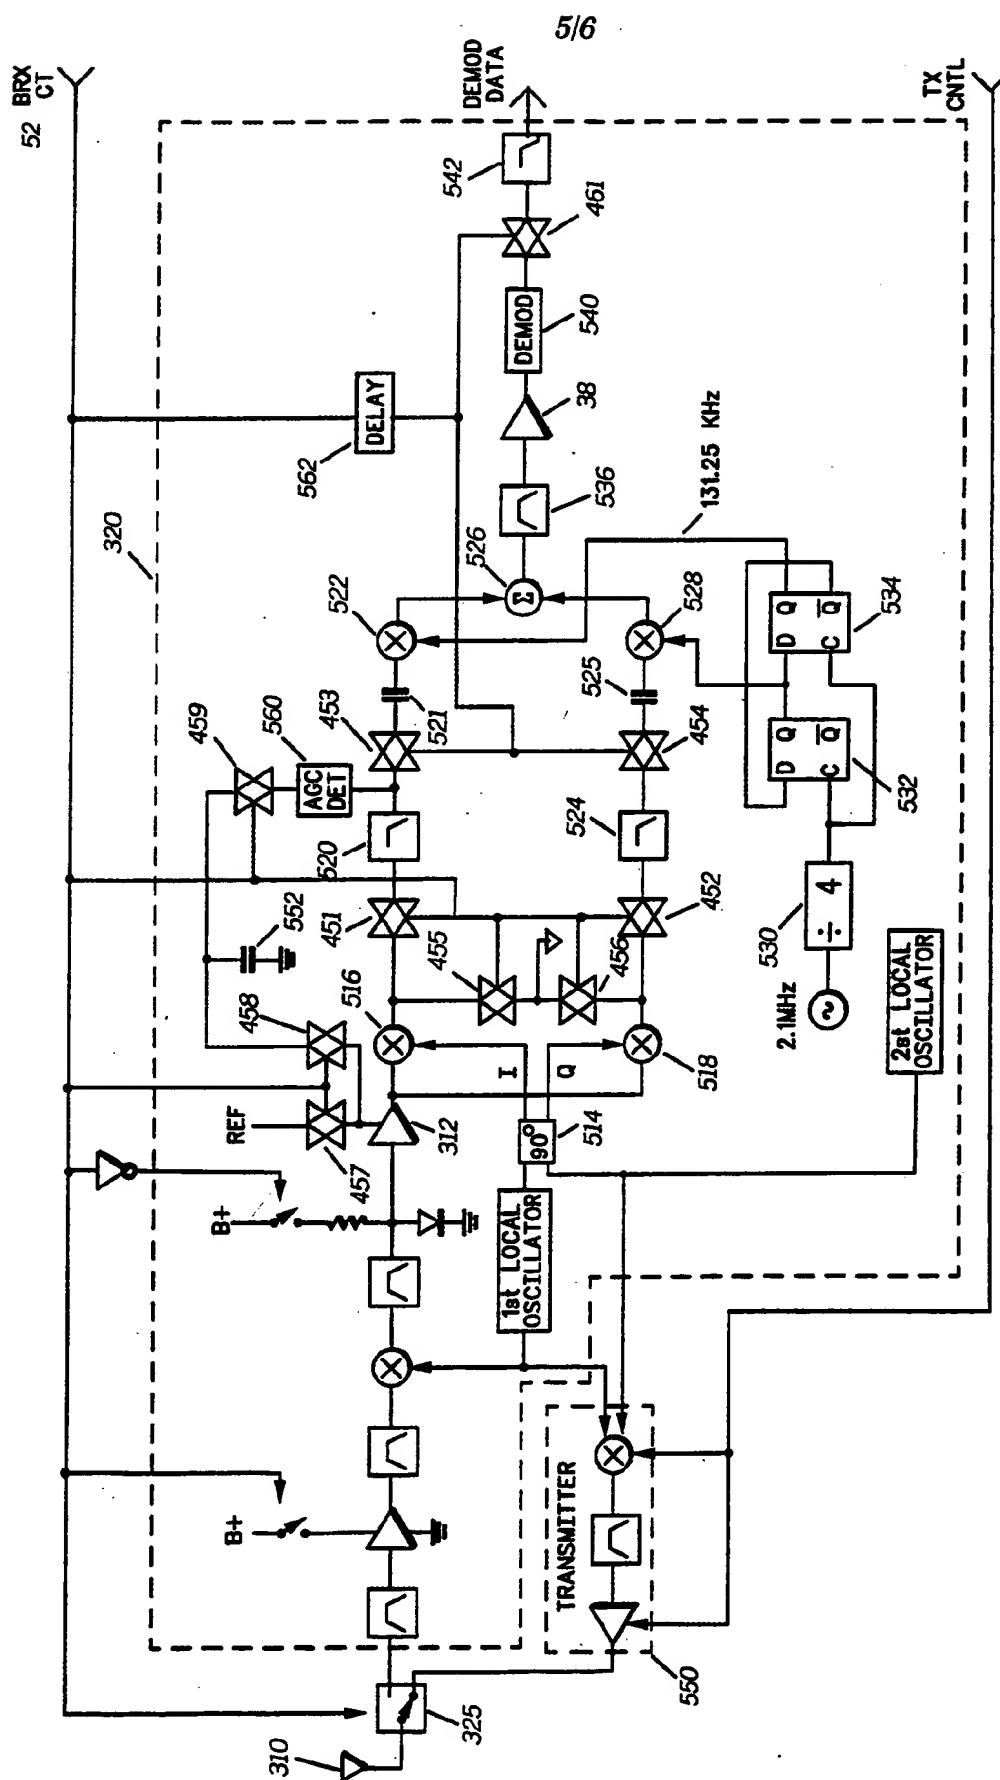 5/6
52
BRX
CT
TX
CNTL
DEMOD
DATA
542
461
DEMOD
540
38
536
DELAY
562
320
526
522
528
131.25 KHz
521
525
453
454
459
AGC
DET
560
520
524
D Q
C Q̅
534
D Q
C Q̅
532
÷ 4
530
2.1MHz
451
452
455
456
552
458
516
518
I
Q
2st LOCAL
OSCILLATOR
REF
457
312
90°
514
B+
1st LOCAL
OSCILLATOR
B+
TRANSMITTER
550
325
310
Σ